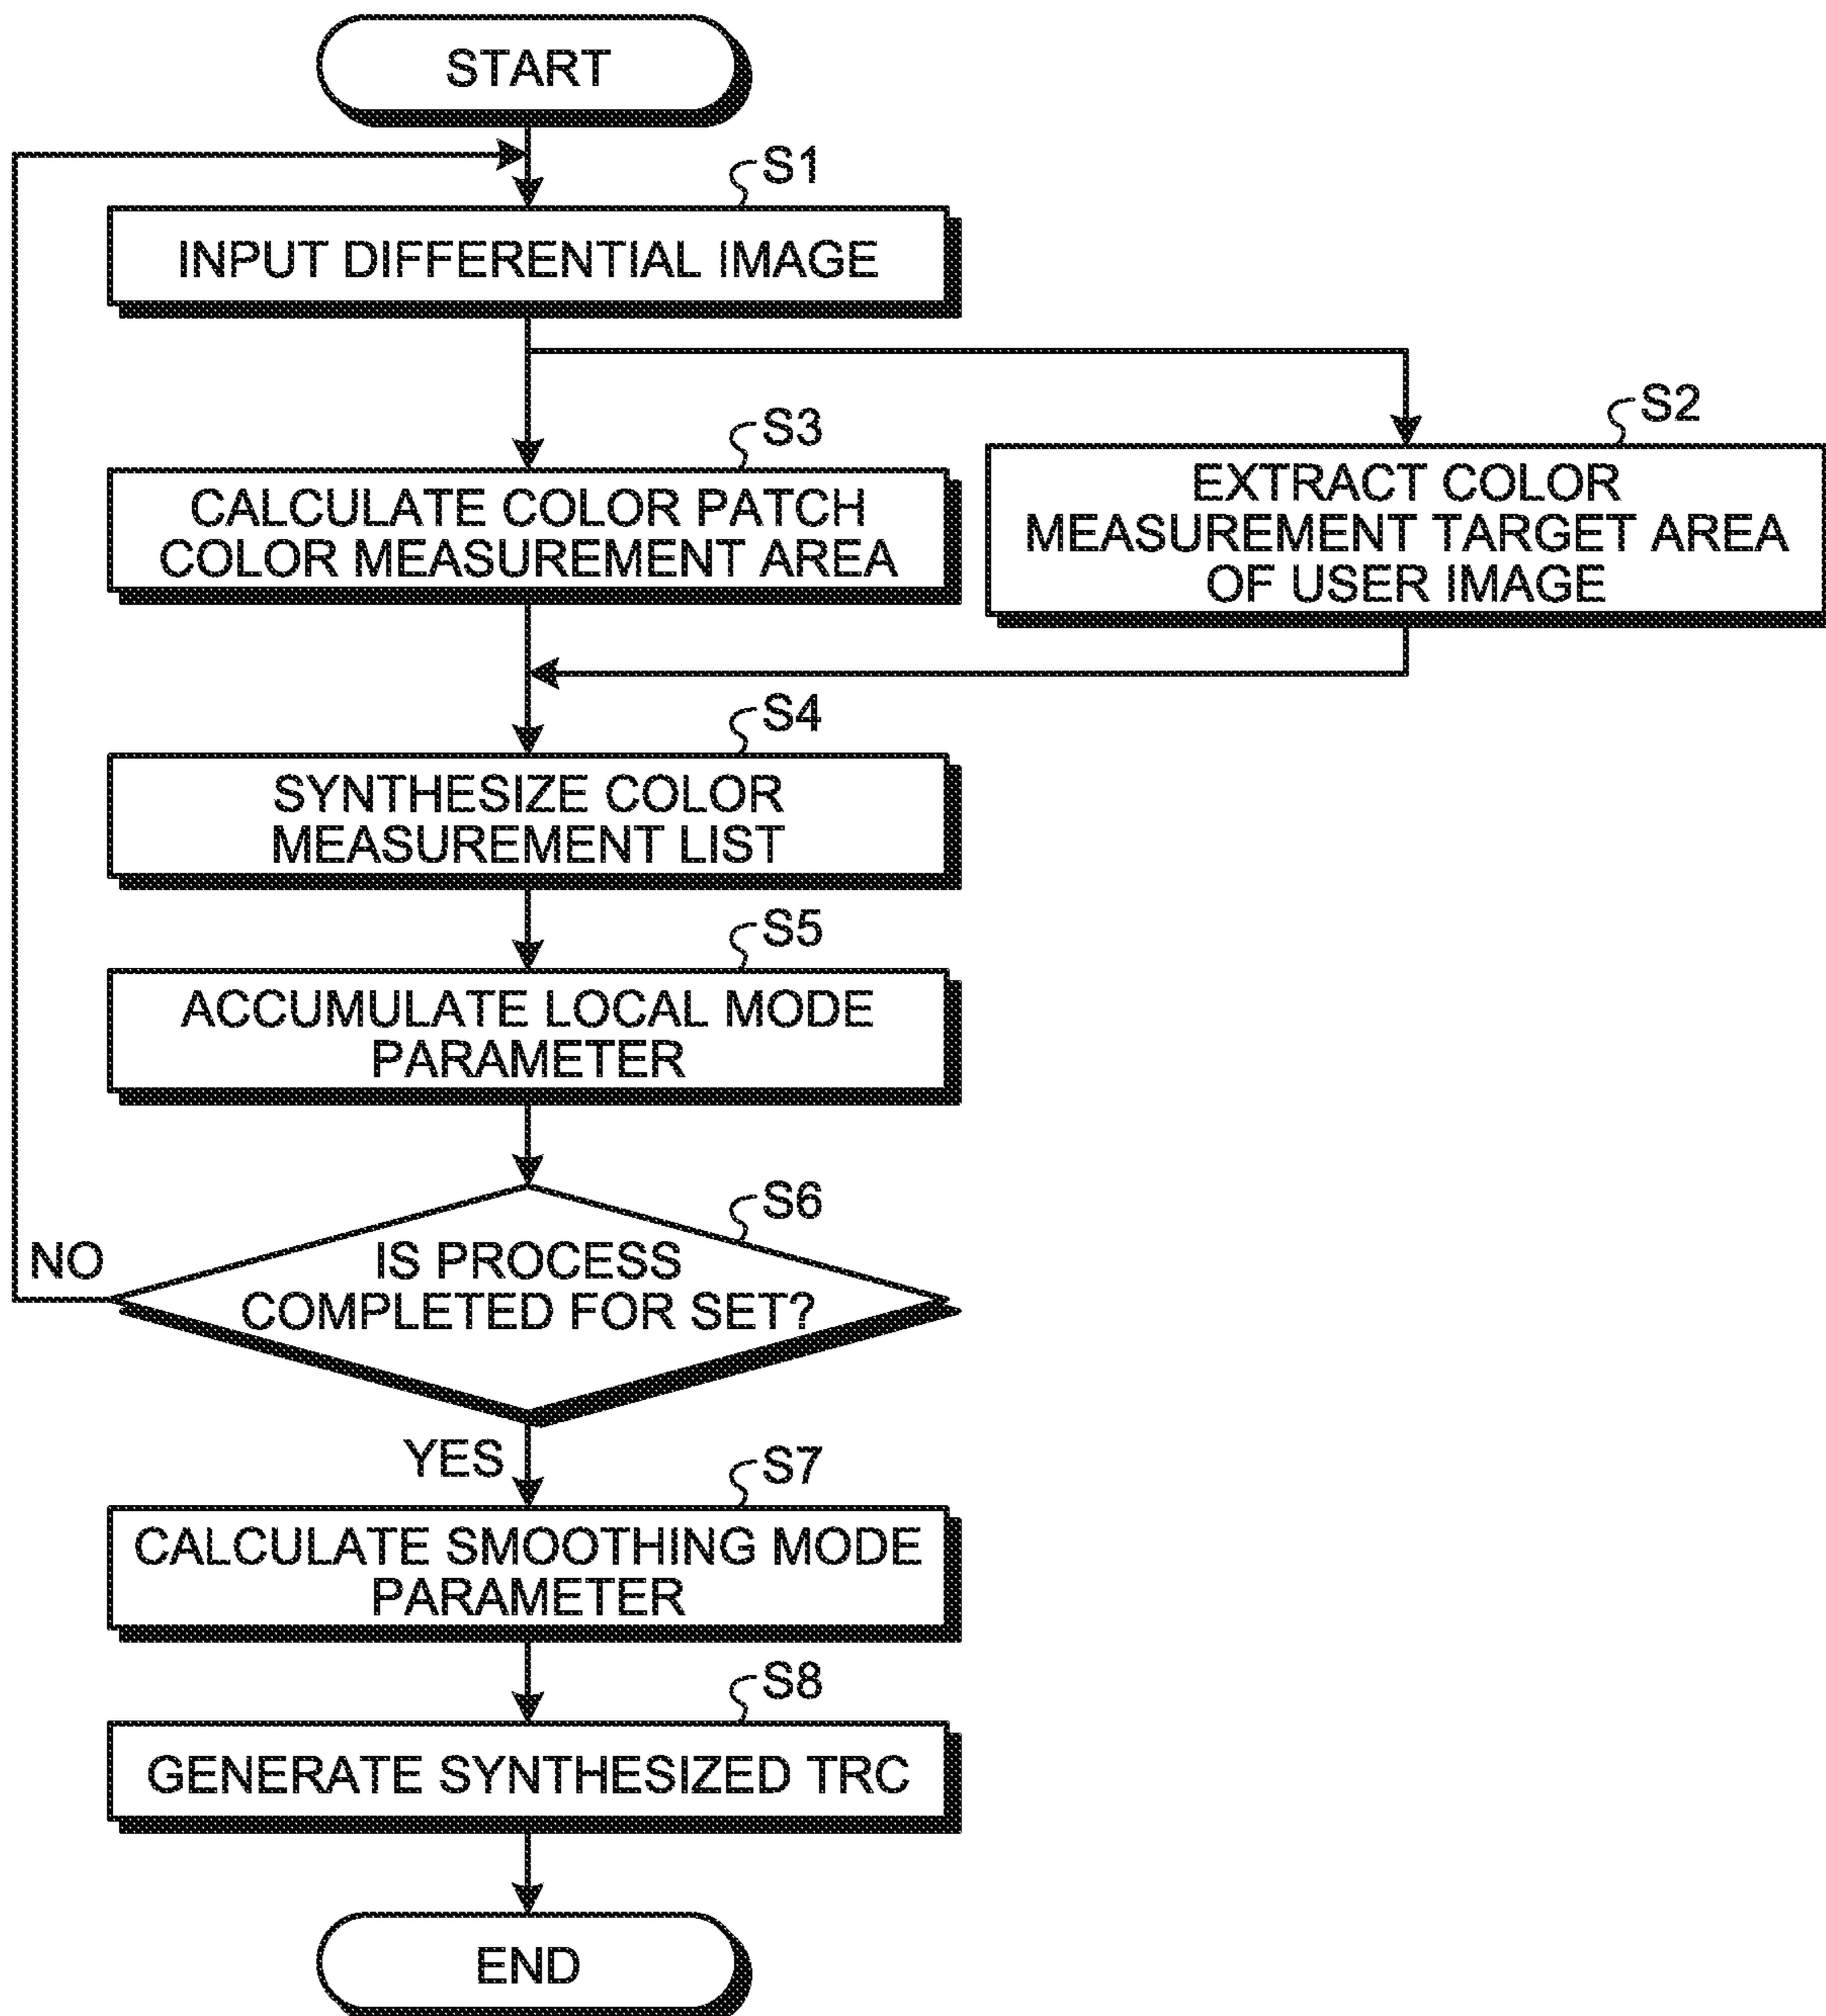 START
S1
INPUT DIFFERENTIAL IMAGE
S2
EXTRACT COLOR
MEASUREMENT TARGET AREA
OF USER IMAGE
S3
CALCULATE COLOR PATCH
COLOR MEASUREMENT AREA
S4
SYNTHESIZE COLOR
MEASUREMENT LIST
S5
ACCUMULATE LOCAL MODE
PARAMETER
S6
IS PROCESS
COMPLETED FOR SET?
NO
YES
S7
CALCULATE SMOOTHING MODE
PARAMETER
S8
GENERATE SYNTHESIZED TRC
END